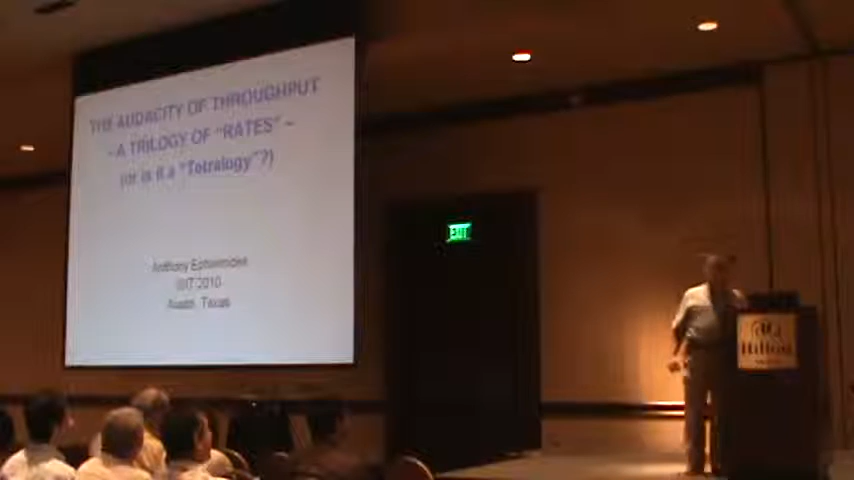 THE AUDACITY OF THROUGHPUT
- A TRILOGY OF "RATES" -
(or is it a "Tetralogy"?)
Anthony Ephremides
ISIT 2010
Austin, Texas
EXIT
Hilton